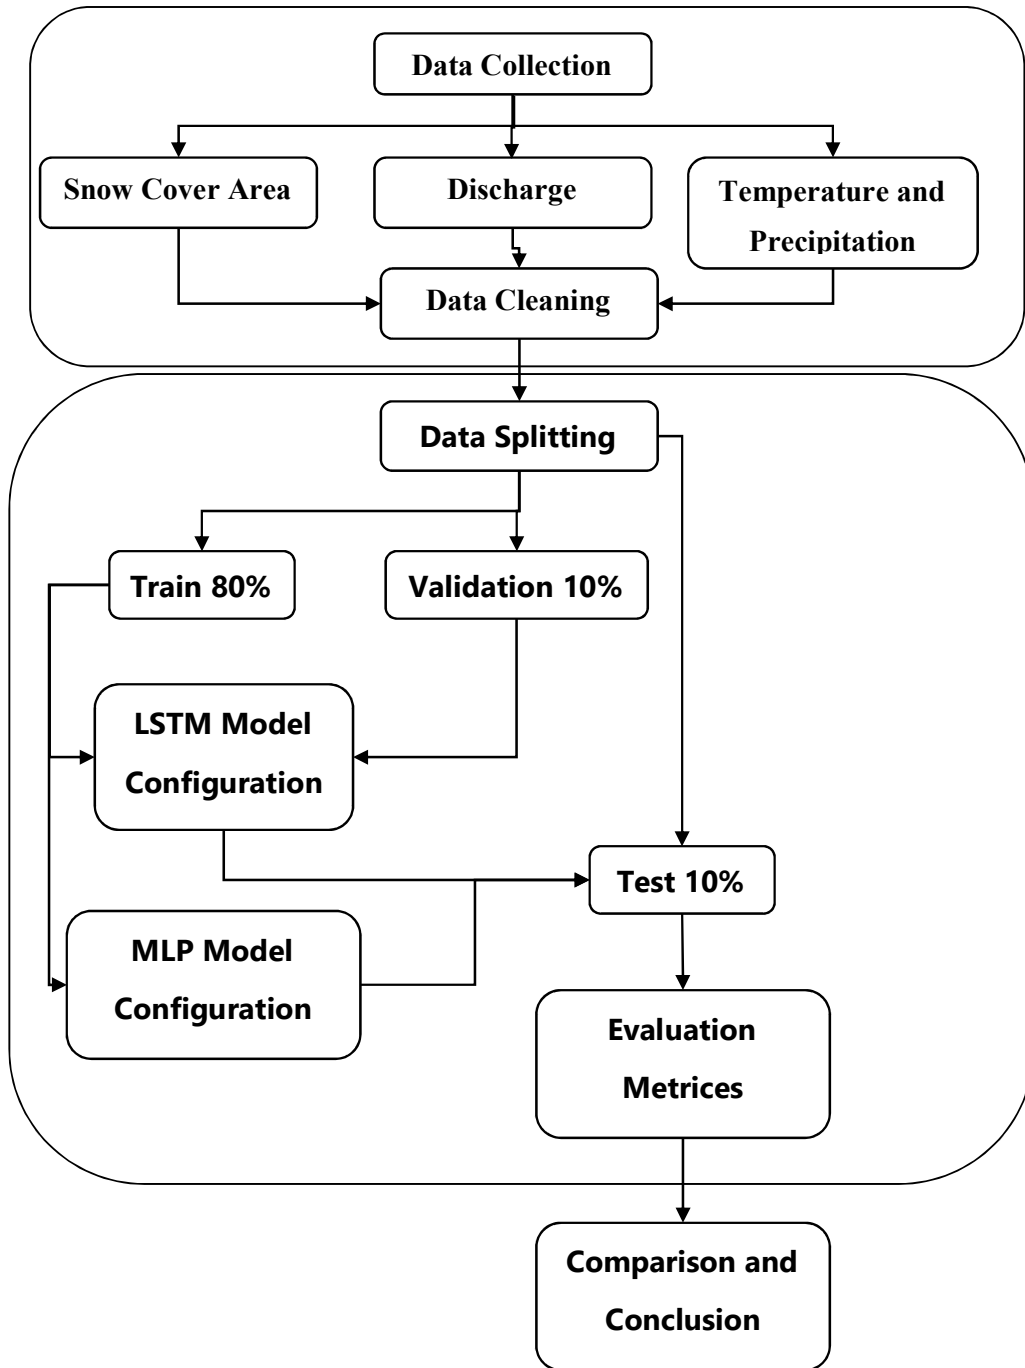 Data Collection
Snow Cover Area
Discharge
Temperature and
Precipitation
Data Cleaning
Data Splitting
Train 80%
Validation 10%
LSTM Model
Configuration
Test 10%
MLP Model
Configuration
Evaluation
Metrices
Comparison and
Conclusion